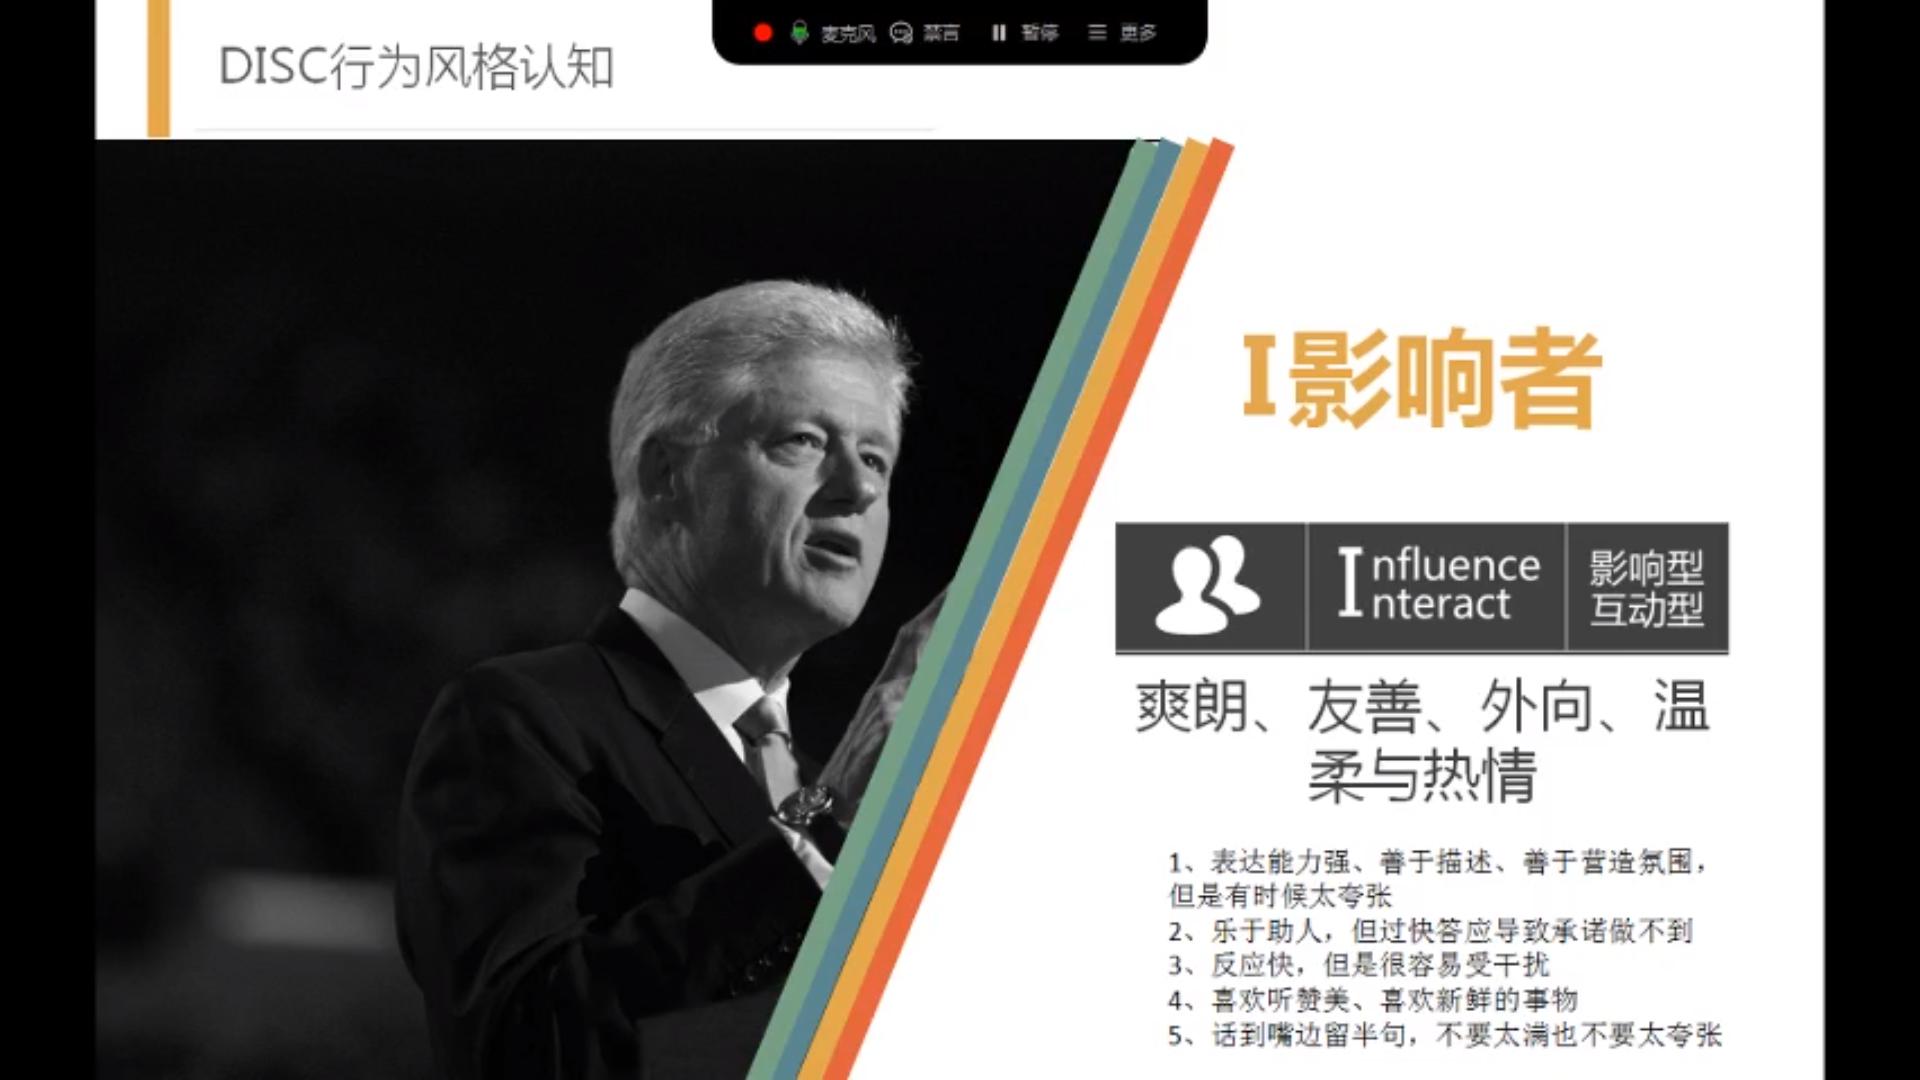 麦克风 禁言 暂停 更多
DISC行为风格认知
I影响者
Influence
Interact
影响型
互动型
爽朗、友善、外向、温
柔与热情
1、表达能力强、善于描述、善于营造氛围，
但是有时候太夸张
2、乐于助人，但过快答应导致承诺做不到
3、反应快，但是很容易受干扰
4、喜欢听赞美、喜欢新鲜的事物
5、话到嘴边留半句，不要太满也不要太夸张